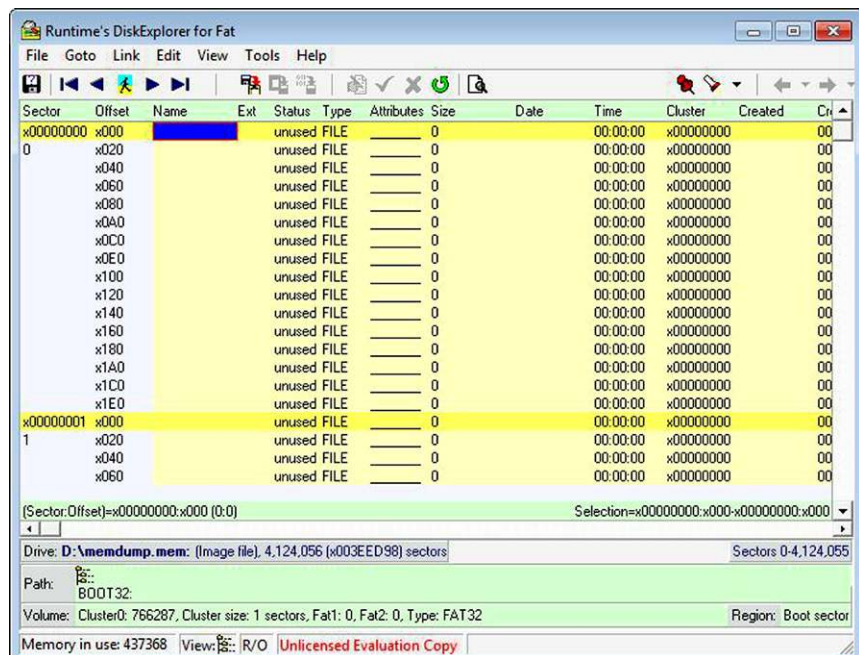 Runtime's DiskExplorer for Fat
File Goto Link Edit View Tools Help
Sector Offset Name Ext Status Type Attributes Size Date Time Cluster Created Cr
x00000000 x000 unused FILE 0 00:00:00 x00000000 00
0 x020 unused FILE 0 00:00:00 x00000000 00
x040 unused FILE 0 00:00:00 x00000000 00
x060 unused FILE 0 00:00:00 x00000000 00
x080 unused FILE 0 00:00:00 x00000000 00
x0A0 unused FILE 0 00:00:00 x00000000 00
x0C0 unused FILE 0 00:00:00 x00000000 00
x0E0 unused FILE 0 00:00:00 x00000000 00
x100 unused FILE 0 00:00:00 x00000000 00
x120 unused FILE 0 00:00:00 x00000000 00
x140 unused FILE 0 00:00:00 x00000000 00
x160 unused FILE 0 00:00:00 x00000000 00
x180 unused FILE 0 00:00:00 x00000000 00
x1A0 unused FILE 0 00:00:00 x00000000 00
x1C0 unused FILE 0 00:00:00 x00000000 00
x1E0 unused FILE 0 00:00:00 x00000000 00
x00000001 x000 unused FILE 0 00:00:00 x00000000 00
1 x020 unused FILE 0 00:00:00 x00000000 00
x040 unused FILE 0 00:00:00 x00000000 00
x060 unused FILE 0 00:00:00 x00000000 00
(Sector:Offset)=x00000000:x000 (0:0) Selection=x00000000:x000-x00000000:x000
Drive: D:\memdump.mem: (Image file), 4,124,056 (x003EED98) sectors Sectors 0-4,124,055
Path: BOOT32:
Volume: Cluster0: 766287, Cluster size: 1 sectors, Fat1: 0, Fat2: 0, Type: FAT32 Region: Boot sector
Memory in use: 437368 View: R/O Unlicensed Evaluation Copy